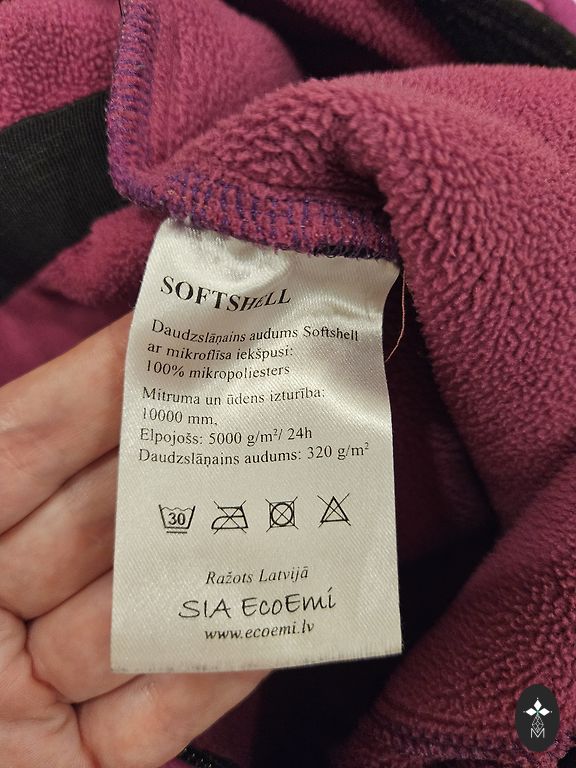 SOFTSHELL
Daudzslāņains audums Softshell
ar mikroflīsa iekšpusi:
100% mikropoliesters
Mitruma un ūdens izturība:
10000 mm,
Elpojošs: 5000 g/m²/ 24h
Daudzslāņains audums: 320 g/m²
30
Ražots Latvijā
SIA EcoEmi
www.ecoemi.lv
M